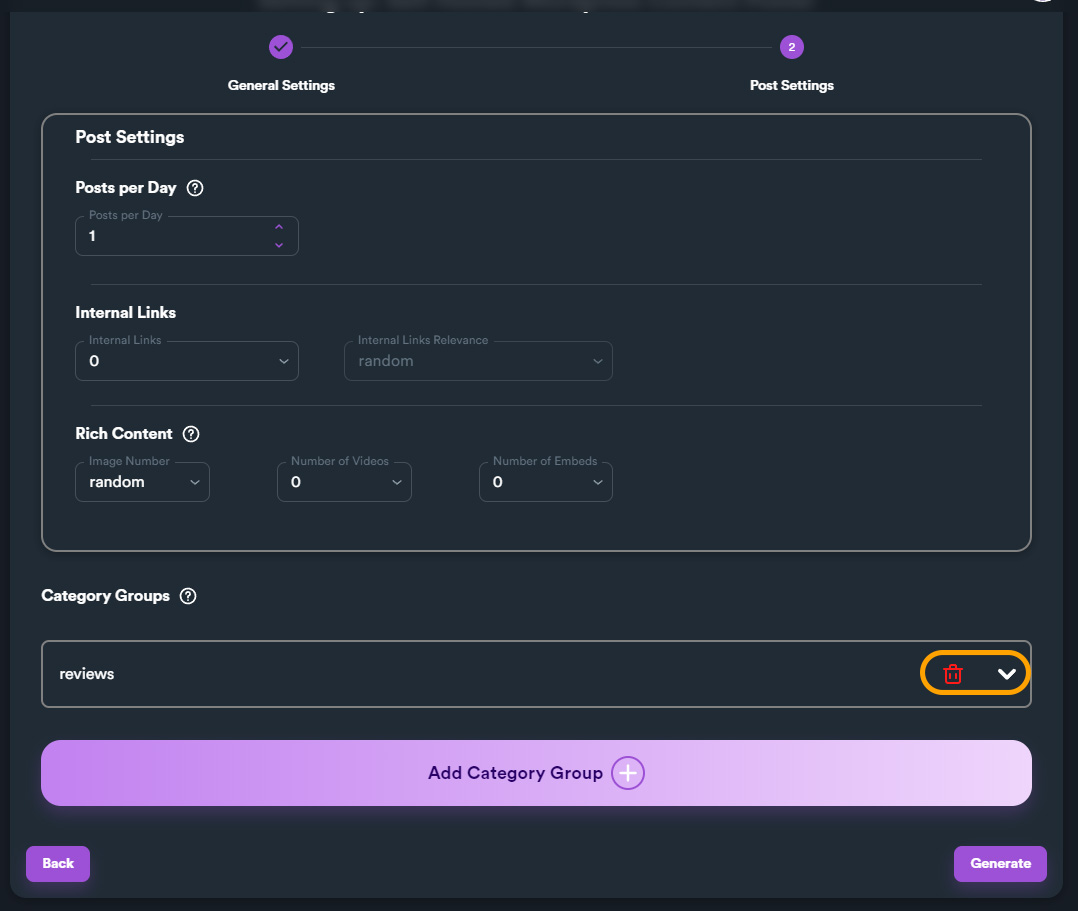 2
General Settings
Post Settings
Post Settings
Posts per Day ?
Posts per Day
1
Internal Links
Internal Links
Internal Links Relevance
0
random
Rich Content ?
Image Number
Number of Videos
Number of Embeds
random
0
0
Category Groups ?
reviews
Add Category Group
Back
Generate